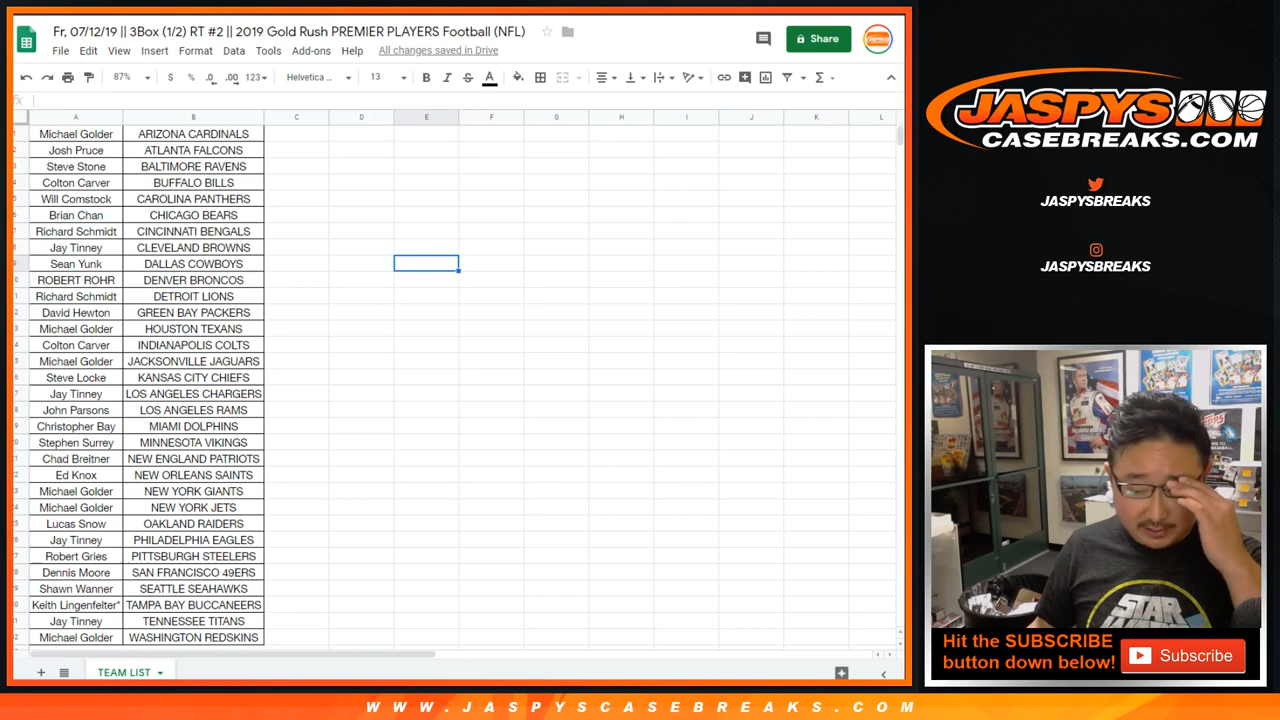 Fr, 07/12/19 || 3Box (1/2) RT #2 || 2019 Gold Rush PREMIER PLAYERS Football (NFL)
File Edit View Insert Format Data Tools Add-ons Help All changes saved in Drive
Share
87% $ % .0 .00 123 Helvetica ... 13 B I S A
fx
A B C D E F G H I J K L
Michael Golder ARIZONA CARDINALS
Josh Pruce ATLANTA FALCONS
Steve Stone BALTIMORE RAVENS
Colton Carver BUFFALO BILLS
Will Comstock CAROLINA PANTHERS
Brian Chan CHICAGO BEARS
Richard Schmidt CINCINNATI BENGALS
Jay Tinney CLEVELAND BROWNS
Sean Yunk DALLAS COWBOYS
ROBERT ROHR DENVER BRONCOS
Richard Schmidt DETROIT LIONS
David Hewton GREEN BAY PACKERS
Michael Golder HOUSTON TEXANS
Colton Carver INDIANAPOLIS COLTS
Michael Golder JACKSONVILLE JAGUARS
Steve Locke KANSAS CITY CHIEFS
Jay Tinney LOS ANGELES CHARGERS
John Parsons LOS ANGELES RAMS
Christopher Bay MIAMI DOLPHINS
Stephen Surrey MINNESOTA VIKINGS
Chad Breitner NEW ENGLAND PATRIOTS
Ed Knox NEW ORLEANS SAINTS
Michael Golder NEW YORK GIANTS
Michael Golder NEW YORK JETS
Lucas Snow OAKLAND RAIDERS
Jay Tinney PHILADELPHIA EAGLES
Robert Gries PITTSBURGH STEELERS
Dennis Moore SAN FRANCISCO 49ERS
Shawn Wanner SEATTLE SEAHAWKS
Keith Lingenfelter* TAMPA BAY BUCCANEERS
Jay Tinney TENNESSEE TITANS
Michael Golder WASHINGTON REDSKINS
TEAM LIST
JASPYS
CASEBREAKS.COM
JASPYSBREAKS
JASPYSBREAKS
STAR
Hit the SUBSCRIBE
button down below!
Subscribe
WWW.JASPYSCASEBREAKS.COM